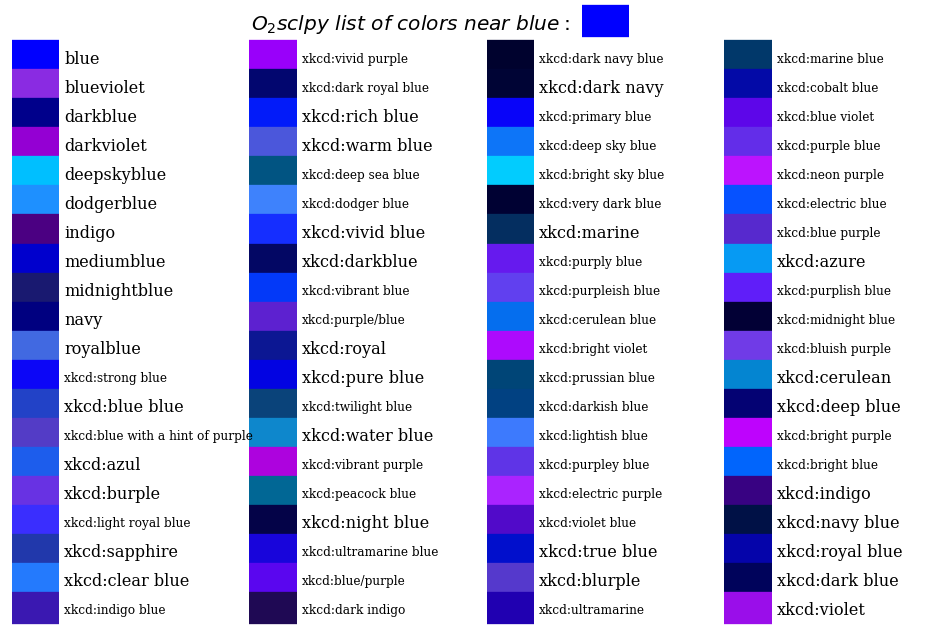 O₂sclpy list of colors near blue :
blue
blueviolet
darkblue
darkviolet
deepskyblue
dodgerblue
indigo
mediumblue
midnightblue
navy
royalblue
xkcd:strong blue
xkcd:blue blue
xkcd:blue with a hint of purple
xkcd:azul
xkcd:burple
xkcd:light royal blue
xkcd:sapphire
xkcd:clear blue
xkcd:indigo blue
xkcd:vivid purple
xkcd:dark royal blue
xkcd:rich blue
xkcd:warm blue
xkcd:deep sea blue
xkcd:dodger blue
xkcd:vivid blue
xkcd:darkblue
xkcd:vibrant blue
xkcd:purple/blue
xkcd:royal
xkcd:pure blue
xkcd:twilight blue
xkcd:water blue
xkcd:vibrant purple
xkcd:peacock blue
xkcd:night blue
xkcd:ultramarine blue
xkcd:blue/purple
xkcd:dark indigo
xkcd:dark navy blue
xkcd:dark navy
xkcd:primary blue
xkcd:deep sky blue
xkcd:bright sky blue
xkcd:very dark blue
xkcd:marine
xkcd:purply blue
xkcd:purpleish blue
xkcd:cerulean blue
xkcd:bright violet
xkcd:prussian blue
xkcd:darkish blue
xkcd:lightish blue
xkcd:purpley blue
xkcd:electric purple
xkcd:violet blue
xkcd:true blue
xkcd:blurple
xkcd:ultramarine
xkcd:marine blue
xkcd:cobalt blue
xkcd:blue violet
xkcd:purple blue
xkcd:neon purple
xkcd:electric blue
xkcd:blue purple
xkcd:azure
xkcd:purplish blue
xkcd:midnight blue
xkcd:bluish purple
xkcd:cerulean
xkcd:deep blue
xkcd:bright purple
xkcd:bright blue
xkcd:indigo
xkcd:navy blue
xkcd:royal blue
xkcd:dark blue
xkcd:violet